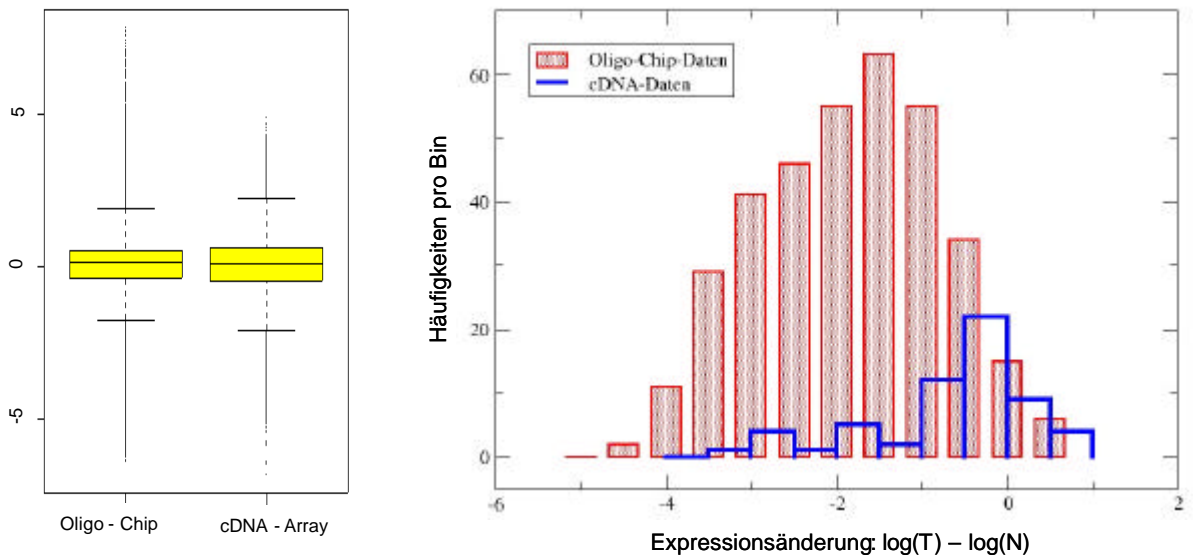 5
0
-5
Oligo - Chip
cDNA - Array
Häufigkeiten pro Bin
60
40
20
0
Oligo-Chip-Daten
cDNA-Daten
-6
-4
-2
0
2
Expressionsänderung: log(T) – log(N)